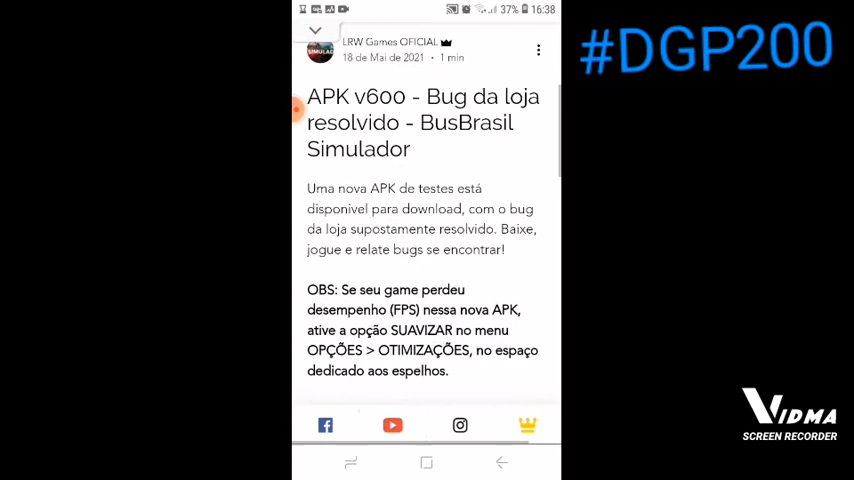 37% 16:38
#DGP200
LRW Games OFICIAL
18 de Mai de 2021 • 1 min
APK v600 - Bug da loja
resolvido - BusBrasil
Simulador
Uma nova APK de testes está
disponível para download, com o bug
da loja supostamente resolvido. Baixe,
jogue e relate bugs se encontrar!
OBS: Se seu game perdeu
desempenho (FPS) nessa nova APK,
ative a opção SUAVIZAR no menu
OPÇÕES > OTIMIZAÇÕES, no espaço
dedicado aos espelhos.
VIDMA
SCREEN RECORDER